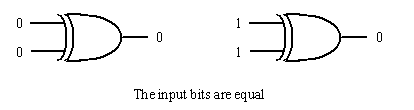 0 0 1 0
0 1
The input bits are equal